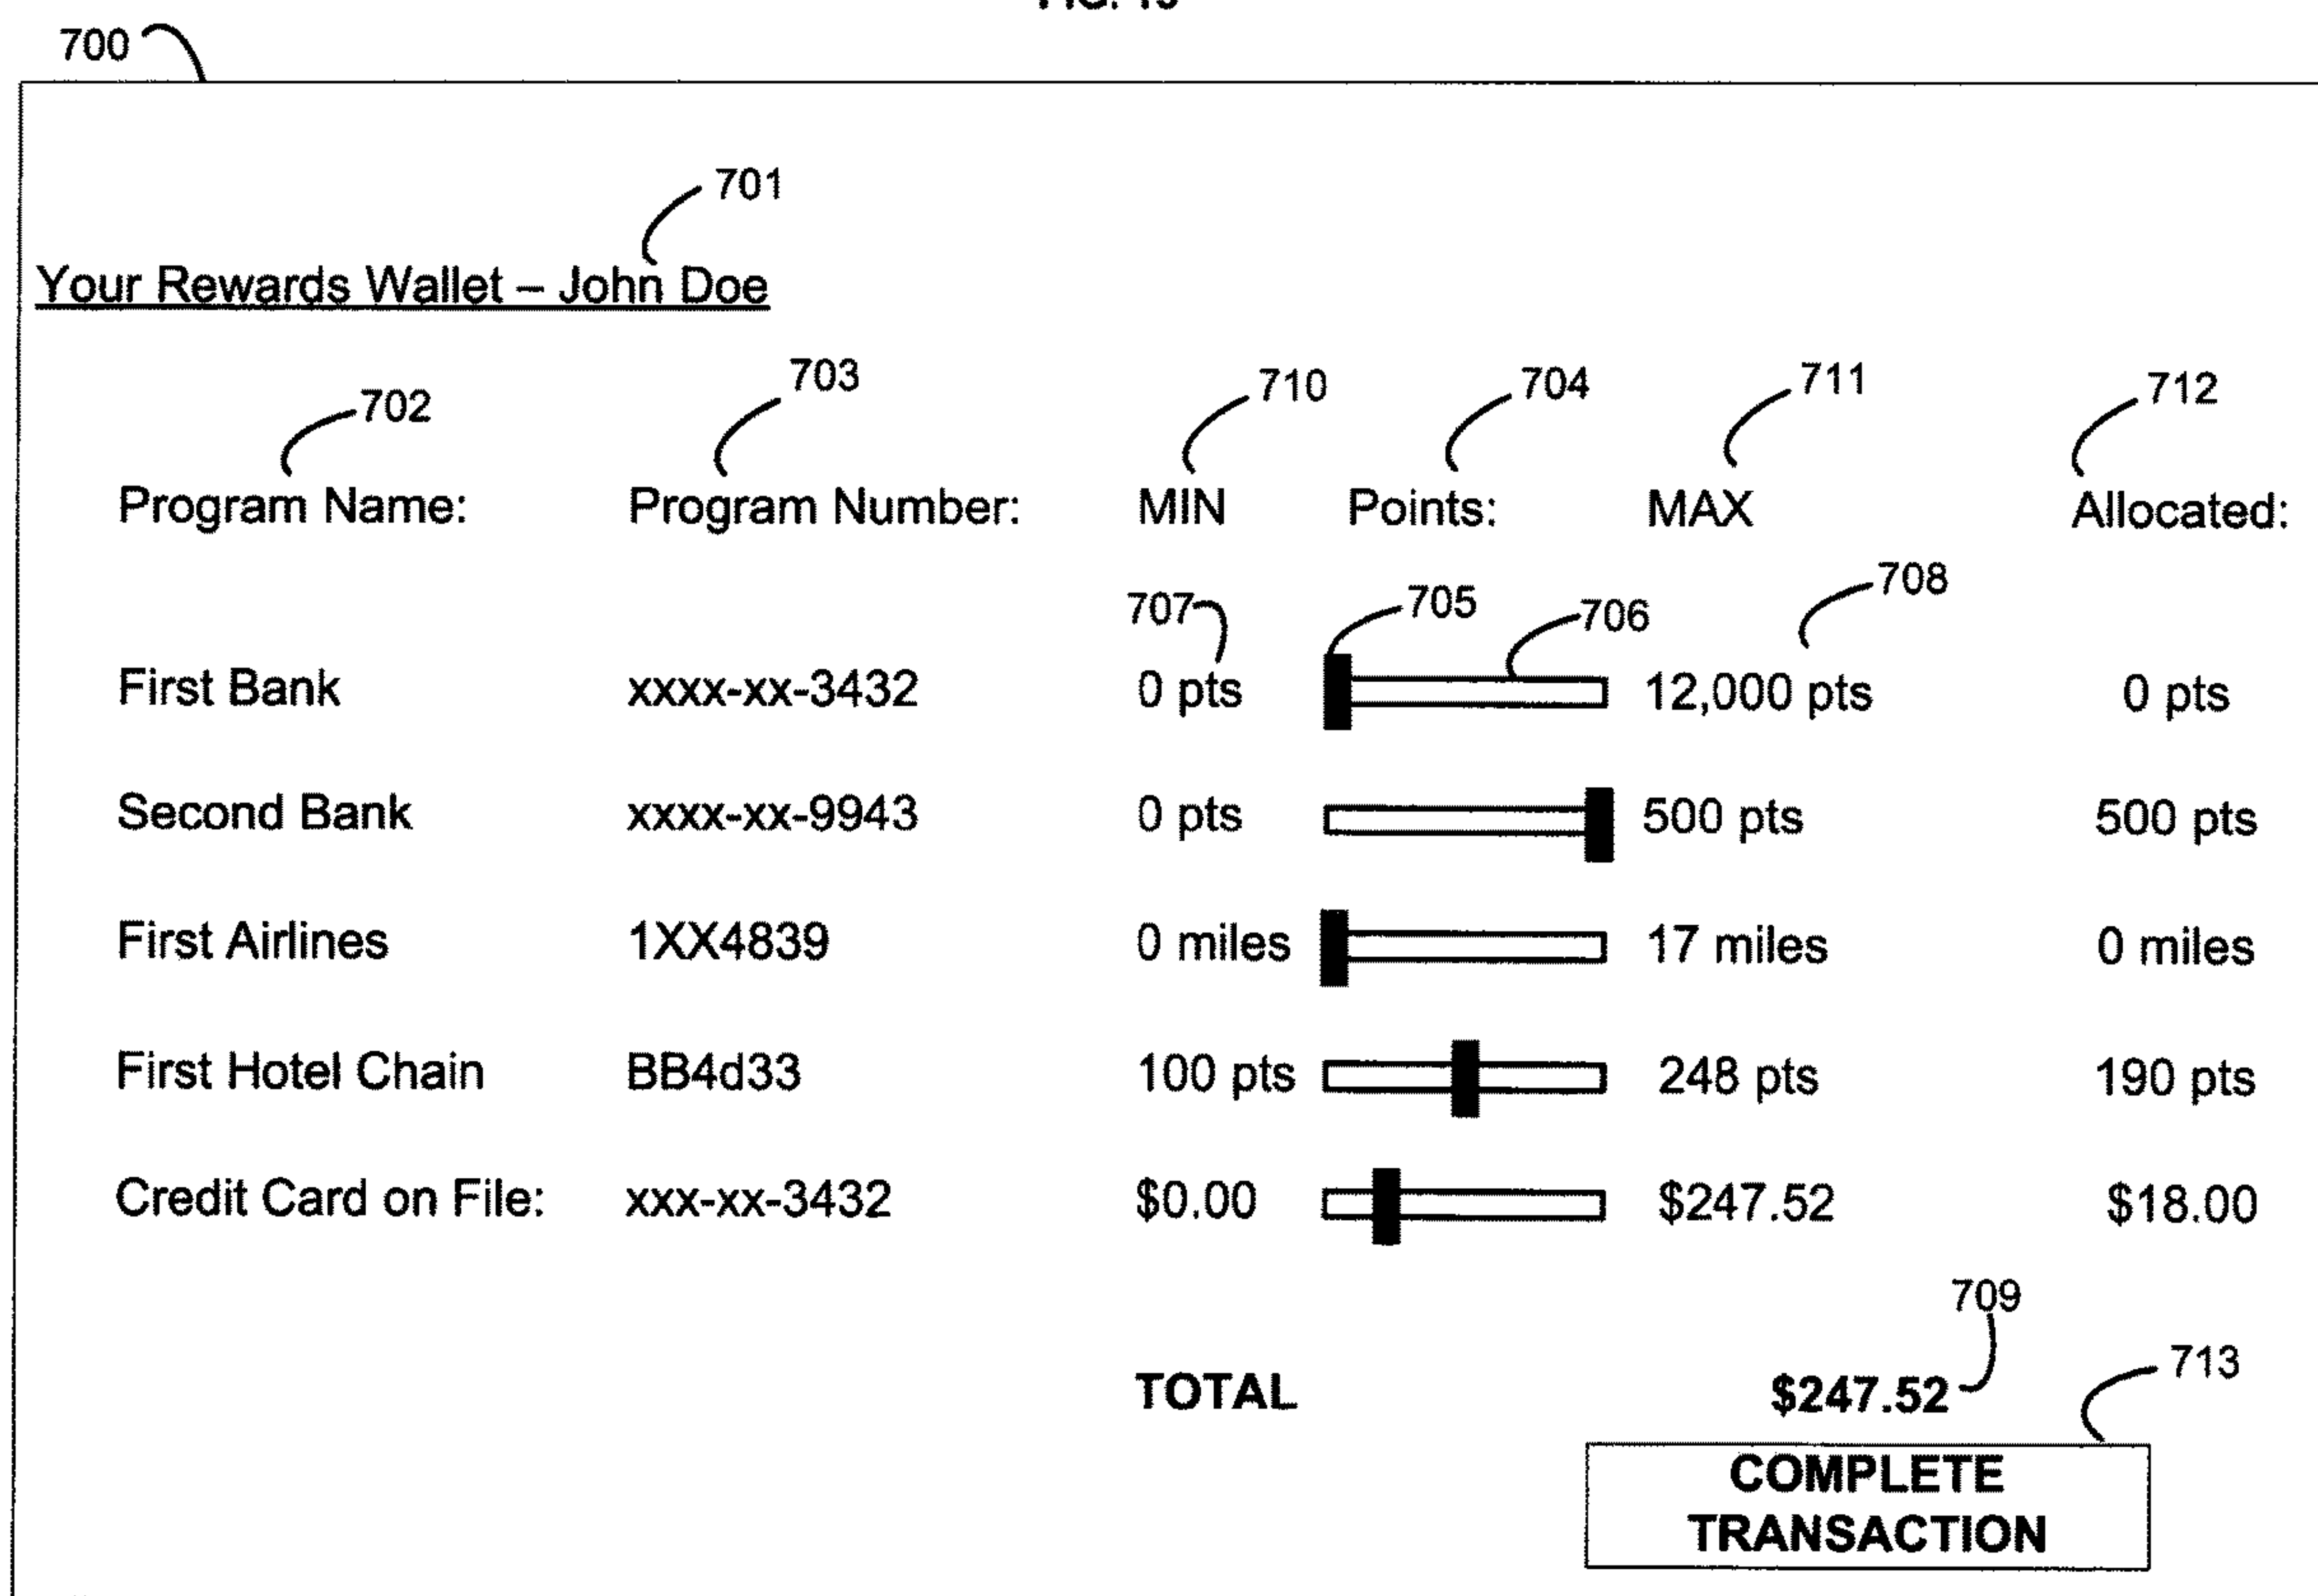 700
701
Your Rewards Wallet – John Doe
702 703 710 704 711 712
Program Name: Program Number: MIN Points: MAX Allocated:
707 705 706 708
First Bank xxxx-xx-3432 0 pts 12,000 pts 0 pts
Second Bank xxxx-xx-9943 0 pts 500 pts 500 pts
First Airlines 1XX4839 0 miles 17 miles 0 miles
First Hotel Chain BB4d33 100 pts 248 pts 190 pts
Credit Card on File: xxx-xx-3432 $0.00 $247.52 $18.00
709
TOTAL $247.52 713
COMPLETE
TRANSACTION